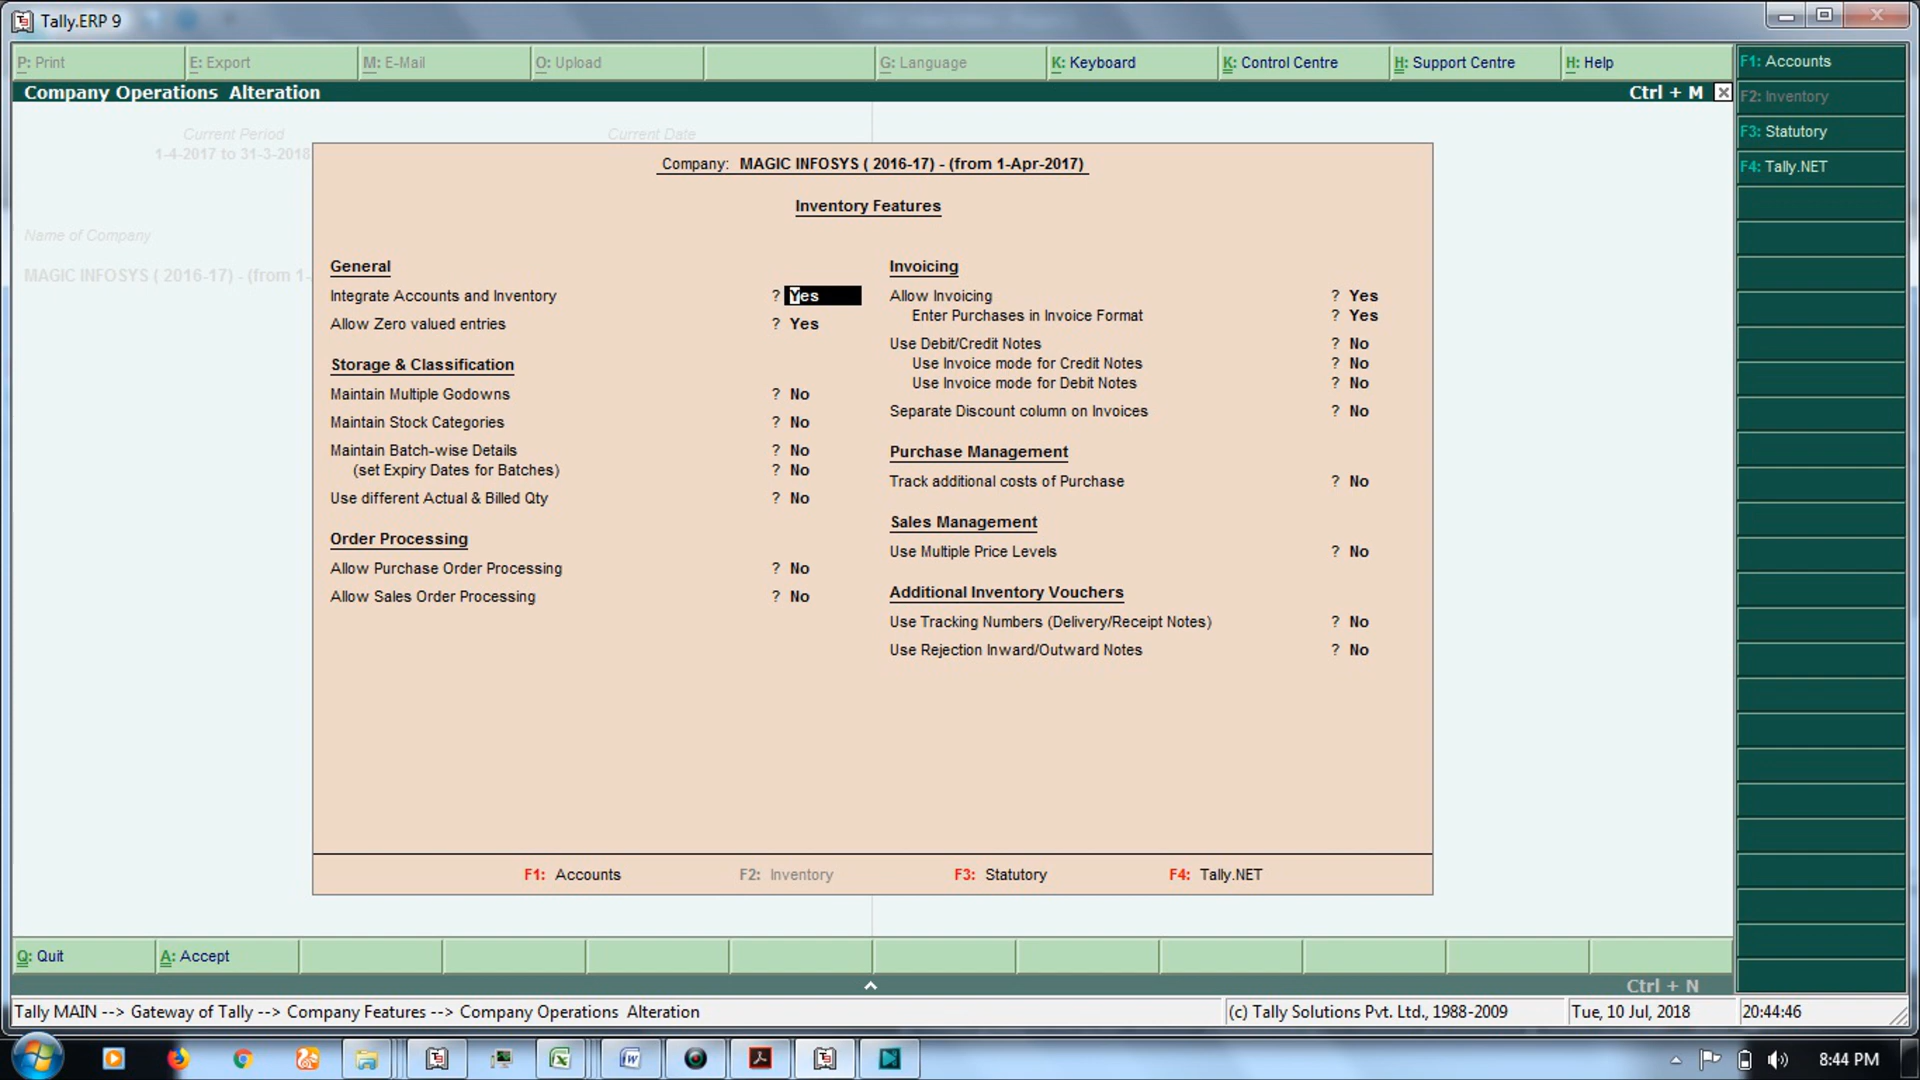 Tally.ERP 9
P: Print
E: Export
M: E-Mail
O: Upload
G: Language
K: Keyboard
K: Control Centre
H: Support Centre
H: Help
Company Operations Alteration
Ctrl + M
Current Period
Current Date
1-4-2017 to 31-3-2018
Name of Company
MAGIC INFOSYS ( 2016-17) - (from 1-
Company: MAGIC INFOSYS ( 2016-17) - (from 1-Apr-2017)
Inventory Features
General
Integrate Accounts and Inventory ? Yes
Allow Zero valued entries ? Yes
Storage & Classification
Maintain Multiple Godowns ? No
Maintain Stock Categories ? No
Maintain Batch-wise Details ? No
(set Expiry Dates for Batches) ? No
Use different Actual & Billed Qty ? No
Order Processing
Allow Purchase Order Processing ? No
Allow Sales Order Processing ? No
Invoicing
Allow Invoicing ? Yes
Enter Purchases in Invoice Format ? Yes
Use Debit/Credit Notes ? No
Use Invoice mode for Credit Notes ? No
Use Invoice mode for Debit Notes ? No
Separate Discount column on Invoices ? No
Purchase Management
Track additional costs of Purchase ? No
Sales Management
Use Multiple Price Levels ? No
Additional Inventory Vouchers
Use Tracking Numbers (Delivery/Receipt Notes) ? No
Use Rejection Inward/Outward Notes ? No
F1: Accounts
F2: Inventory
F3: Statutory
F4: Tally.NET
F1: Accounts
F2: Inventory
F3: Statutory
F4: Tally.NET
Q: Quit
A: Accept
Ctrl + N
Tally MAIN --> Gateway of Tally --> Company Features --> Company Operations Alteration
(c) Tally Solutions Pvt. Ltd., 1988-2009
Tue, 10 Jul, 2018
20:44:46
8:44 PM